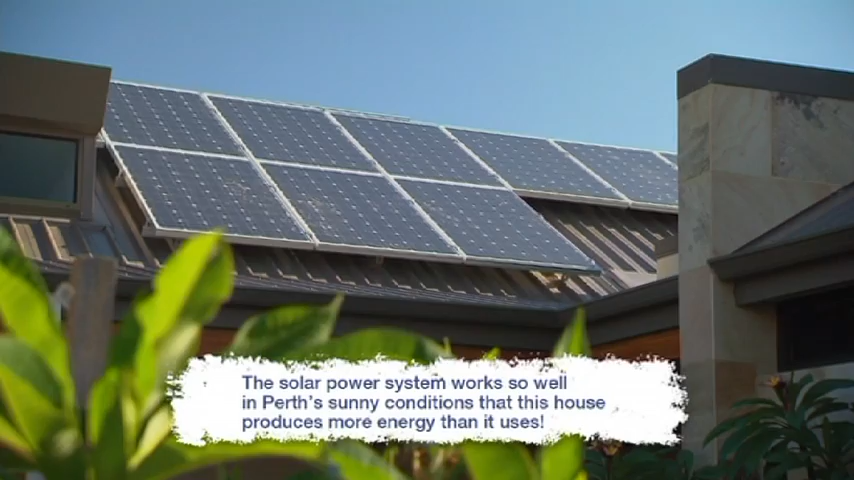 The solar power system works so well
in Perth's sunny conditions that this house
produces more energy than it uses!